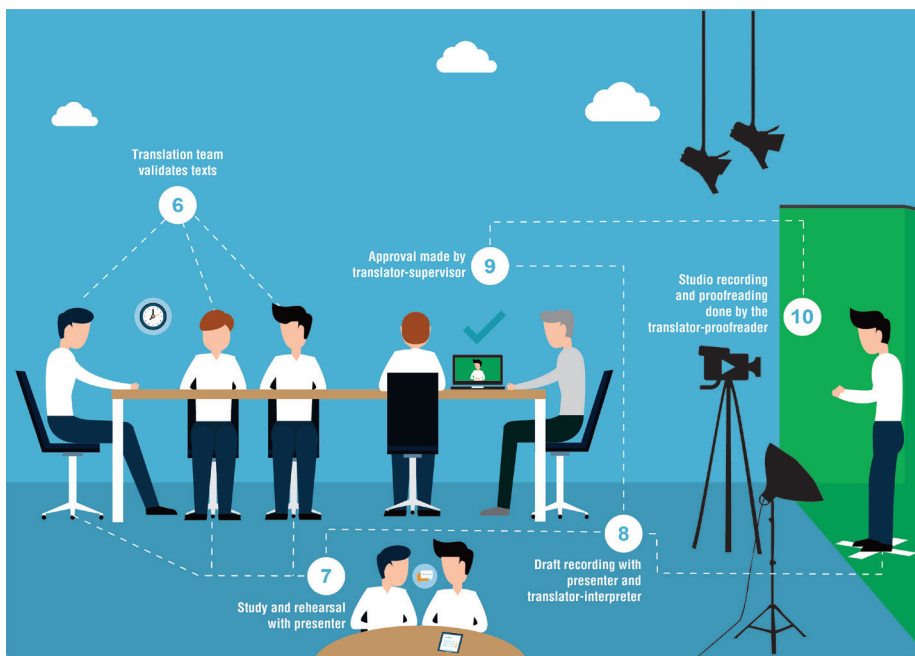 Translation team
validates texts
6
Approval made by
translator-supervisor
9
Studio recording
and proofreading
done by the
translator-proofreader
10
7
Study and rehearsal
with presenter
8
Draft recording with
presenter and
translator-interpreter